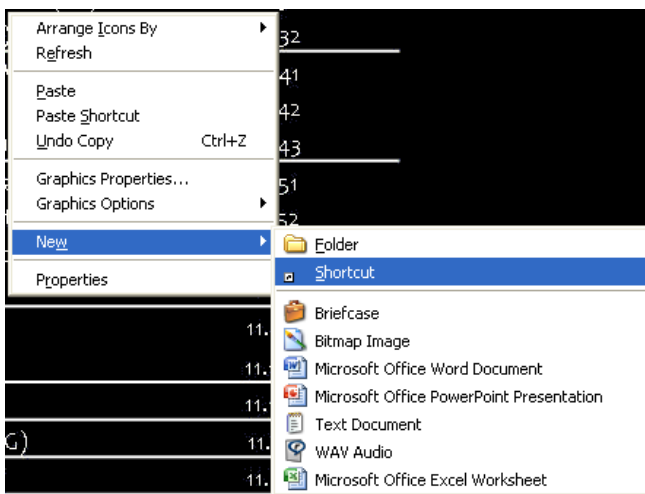 Arrange Icons By
Refresh
Paste
Paste Shortcut
Undo Copy Ctrl+Z
Graphics Properties...
Graphics Options
New
Properties
Folder
Shortcut
Briefcase
Bitmap Image
Microsoft Office Word Document
Microsoft Office PowerPoint Presentation
Text Document
WAV Audio
Microsoft Office Excel Worksheet
32
41
42
43
51
52
11.
11.
11.
G) 11.
11.